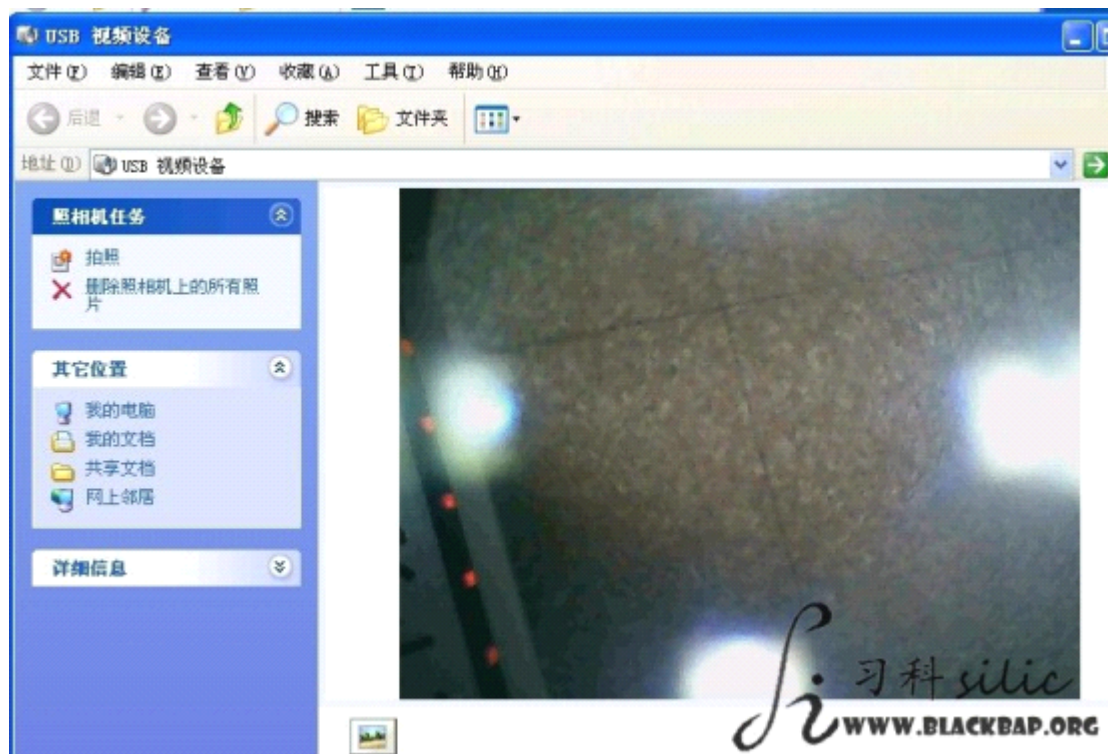 USB 视频设备
文件(F) 编辑(E) 查看(V) 收藏(A) 工具(T) 帮助(H)
后退 搜索 文件夹
地址(D) USB 视频设备
照相机任务
拍照
删除照相机上的所有照
片
其它位置
我的电脑
我的文档
共享文档
网上邻居
详细信息
习科 silic
WWW.BLACKBAP.ORG